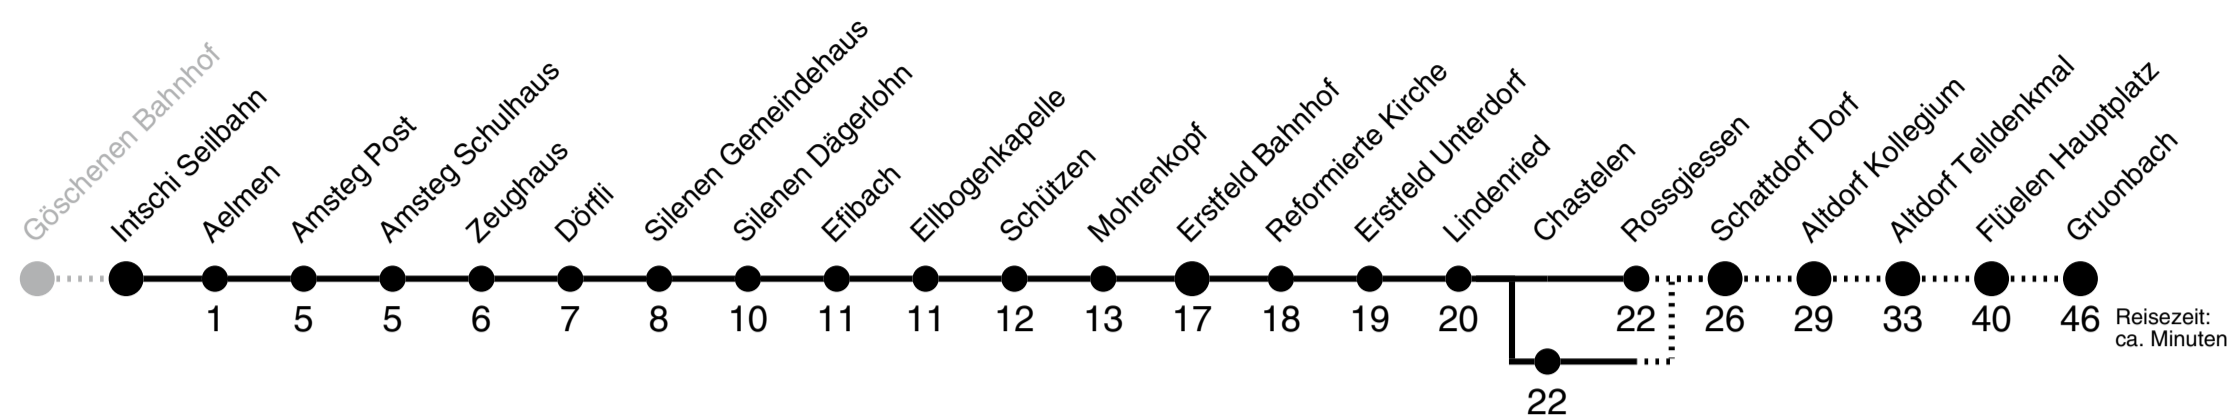 Göschenen Bahnhof
Intschi Seilbahn
Aelmen
Amsteg Post
Amsteg Schulhaus
Zeughaus
Dörfli
Silenen Gemeindehaus
Silenen Dägerlohn
Efibach
Ellbogenkapelle
Schützen
Mohrenkopf
Erstfeld Bahnhof
Reformierte Kirche
Erstfeld Unterdorf
Lindenried
Chastelen
Rossgiessen
Schattdorf Dorf
Altdorf Kollegium
Altdorf Telldenkmal
Flüelen Hauptplatz
Gruonbach
1 5 5 6 7 8 10 11 11 12 13 17 18 19 20 22 26 29 33 40 46
Reisezeit:
ca. Minuten
22